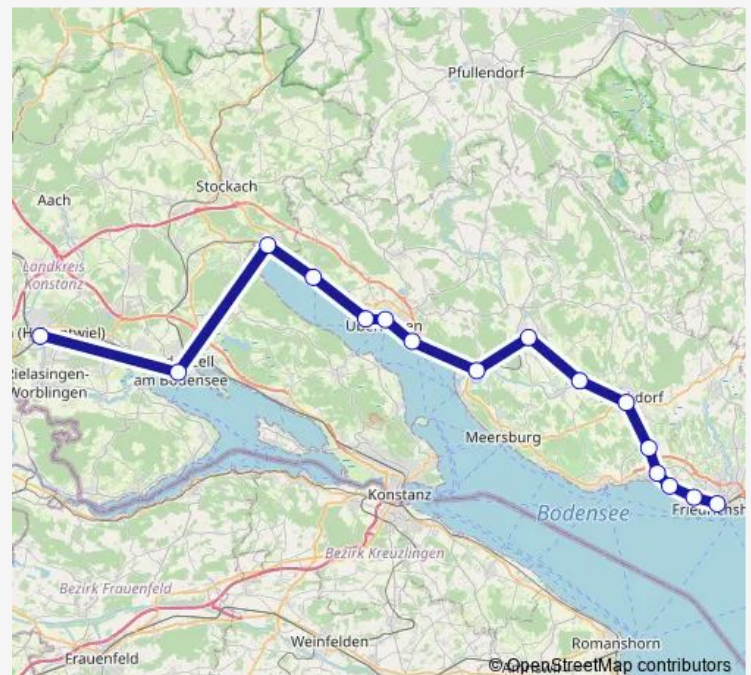 Pfullendorf
Stockach
Aach
Landkreis
Konstanz
Rielasingen-
Worblingen
am Bodensee
Meersburg
Konstanz
Bodensee
Bezirk Kreuzlingen
Bezirk Frauenfeld
Weinfelden
Romanshorn
Frauenfeld
© OpenStreetMap contributors